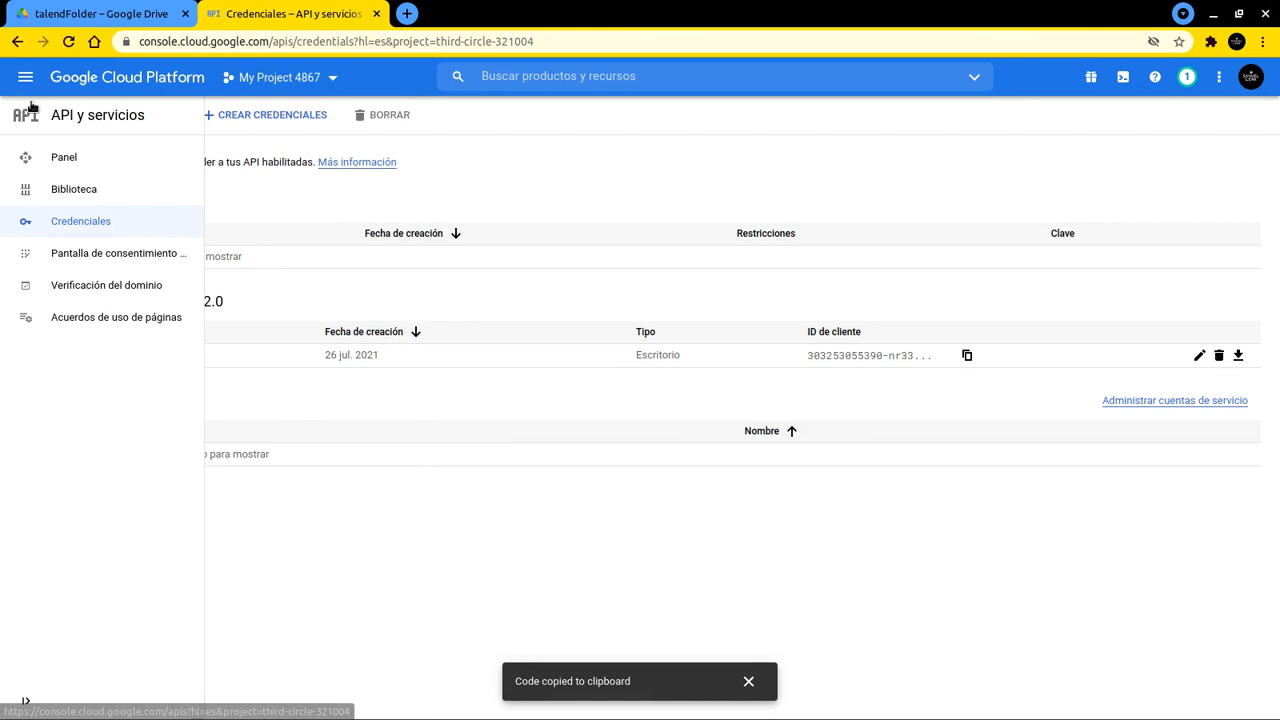 talendFolder – Google Drive
API Credenciales – API y servicios
console.cloud.google.com/apis/credentials?hl=es&project=third-circle-321004
Google Cloud Platform
My Project 4867
Buscar productos y recursos
1
API API y servicios
+ CREAR CREDENCIALES
BORRAR
Panel
ler a tus API habilitadas. Más información
Biblioteca
Credenciales
Fecha de creación
Restricciones
Clave
Pantalla de consentimiento ...
mostrar
Verificación del dominio
2.0
Acuerdos de uso de páginas
Fecha de creación
Tipo
ID de cliente
26 jul. 2021
Escritorio
303253055390-nr33...
Administrar cuentas de servicio
Nombre
o para mostrar
Code copied to clipboard
https://console.cloud.google.com/apis?hl=es&project=third-circle-321004